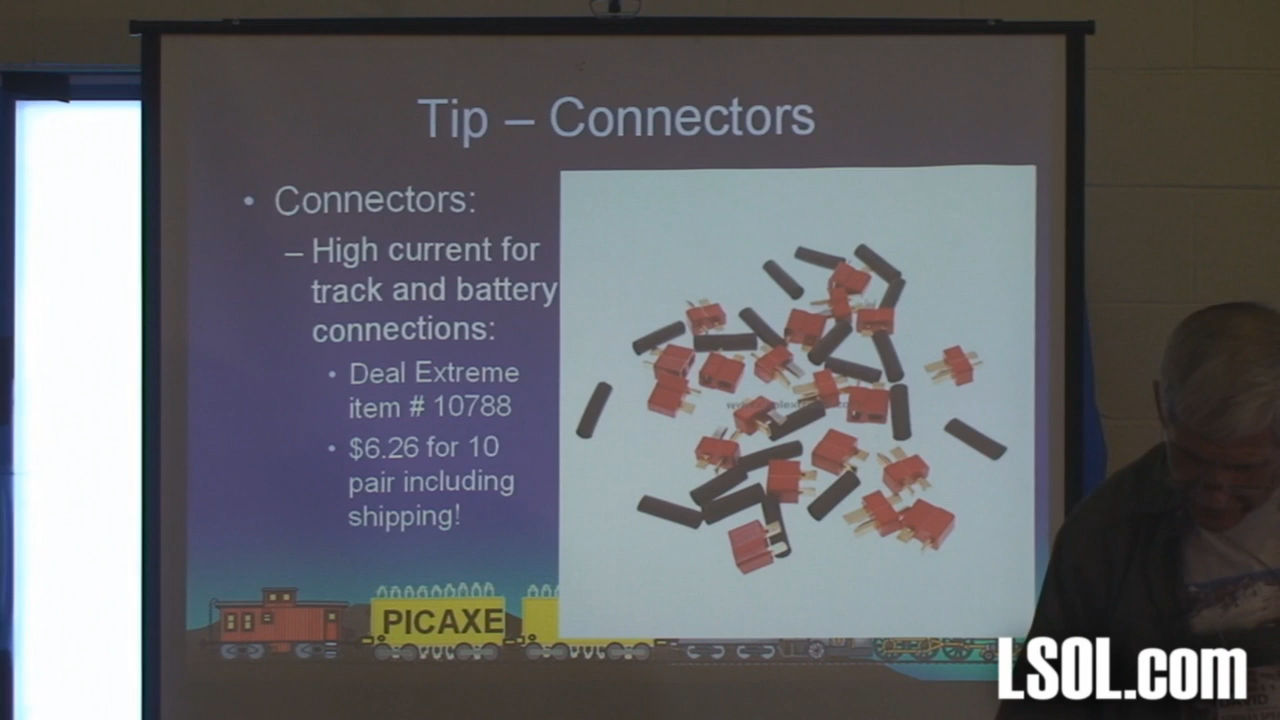 Tip – Connectors
• Connectors:
– High current for
track and battery
connections:
• Deal Extreme
item # 10788
• $6.26 for 10
pair including
shipping!
PICAXE
LSOL.com